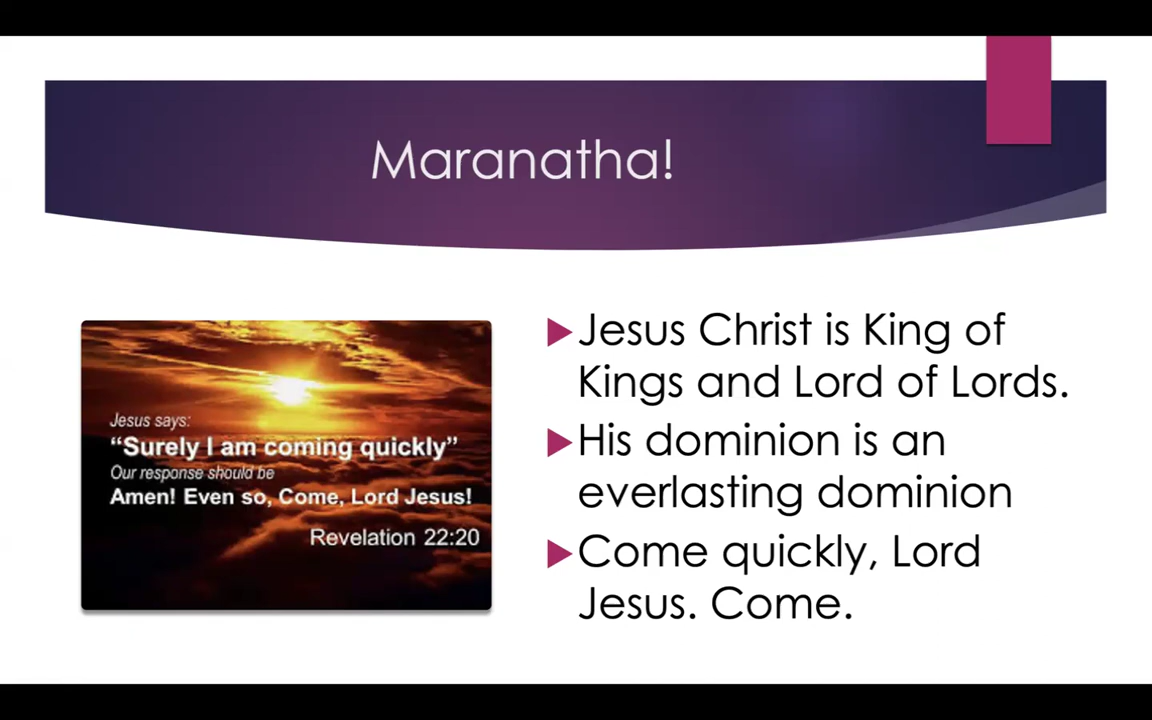 Maranatha!
Jesus says:
“Surely I am coming quickly”
Our response should be
Amen! Even so, Come, Lord Jesus!
Revelation 22:20
Jesus Christ is King of
Kings and Lord of Lords.
His dominion is an
everlasting dominion
Come quickly, Lord
Jesus. Come.